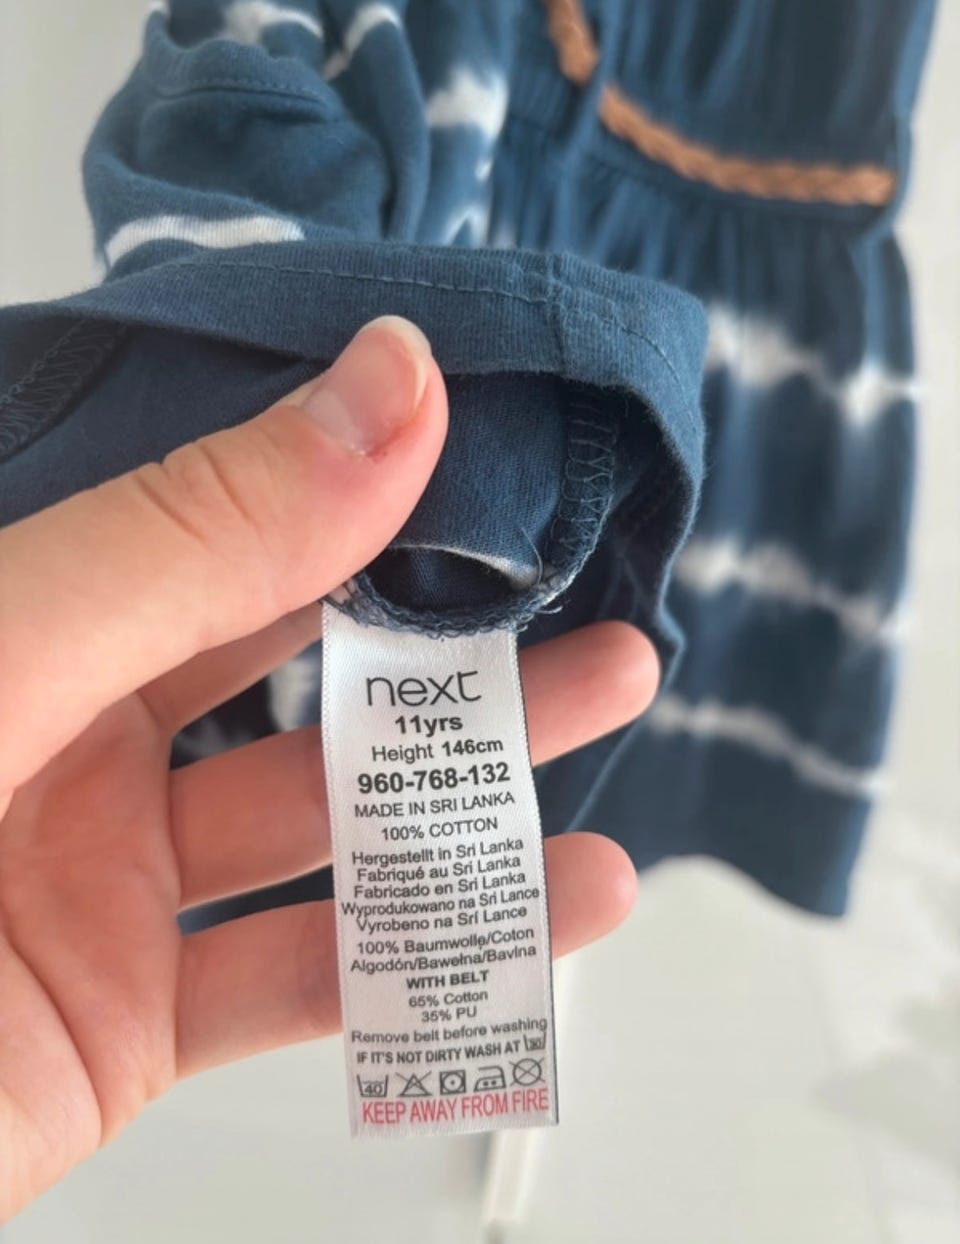 next
11yrs
Height 146cm
960-768-132
MADE IN SRI LANKA
100% COTTON
Hergestellt in Sri Lanka
Fabriqué au Sri Lanka
Fabricado en Sri Lanka
Wyprodukowano na Sri Lance
Vyrobeno na Srí Lance
100% Baumwolle/Coton
Algodón/Bawełna/Bavlna
WITH BELT
65% Cotton
35% PU
Remove belt before washing
IF IT'S NOT DIRTY WASH AT 30
40
KEEP AWAY FROM FIRE